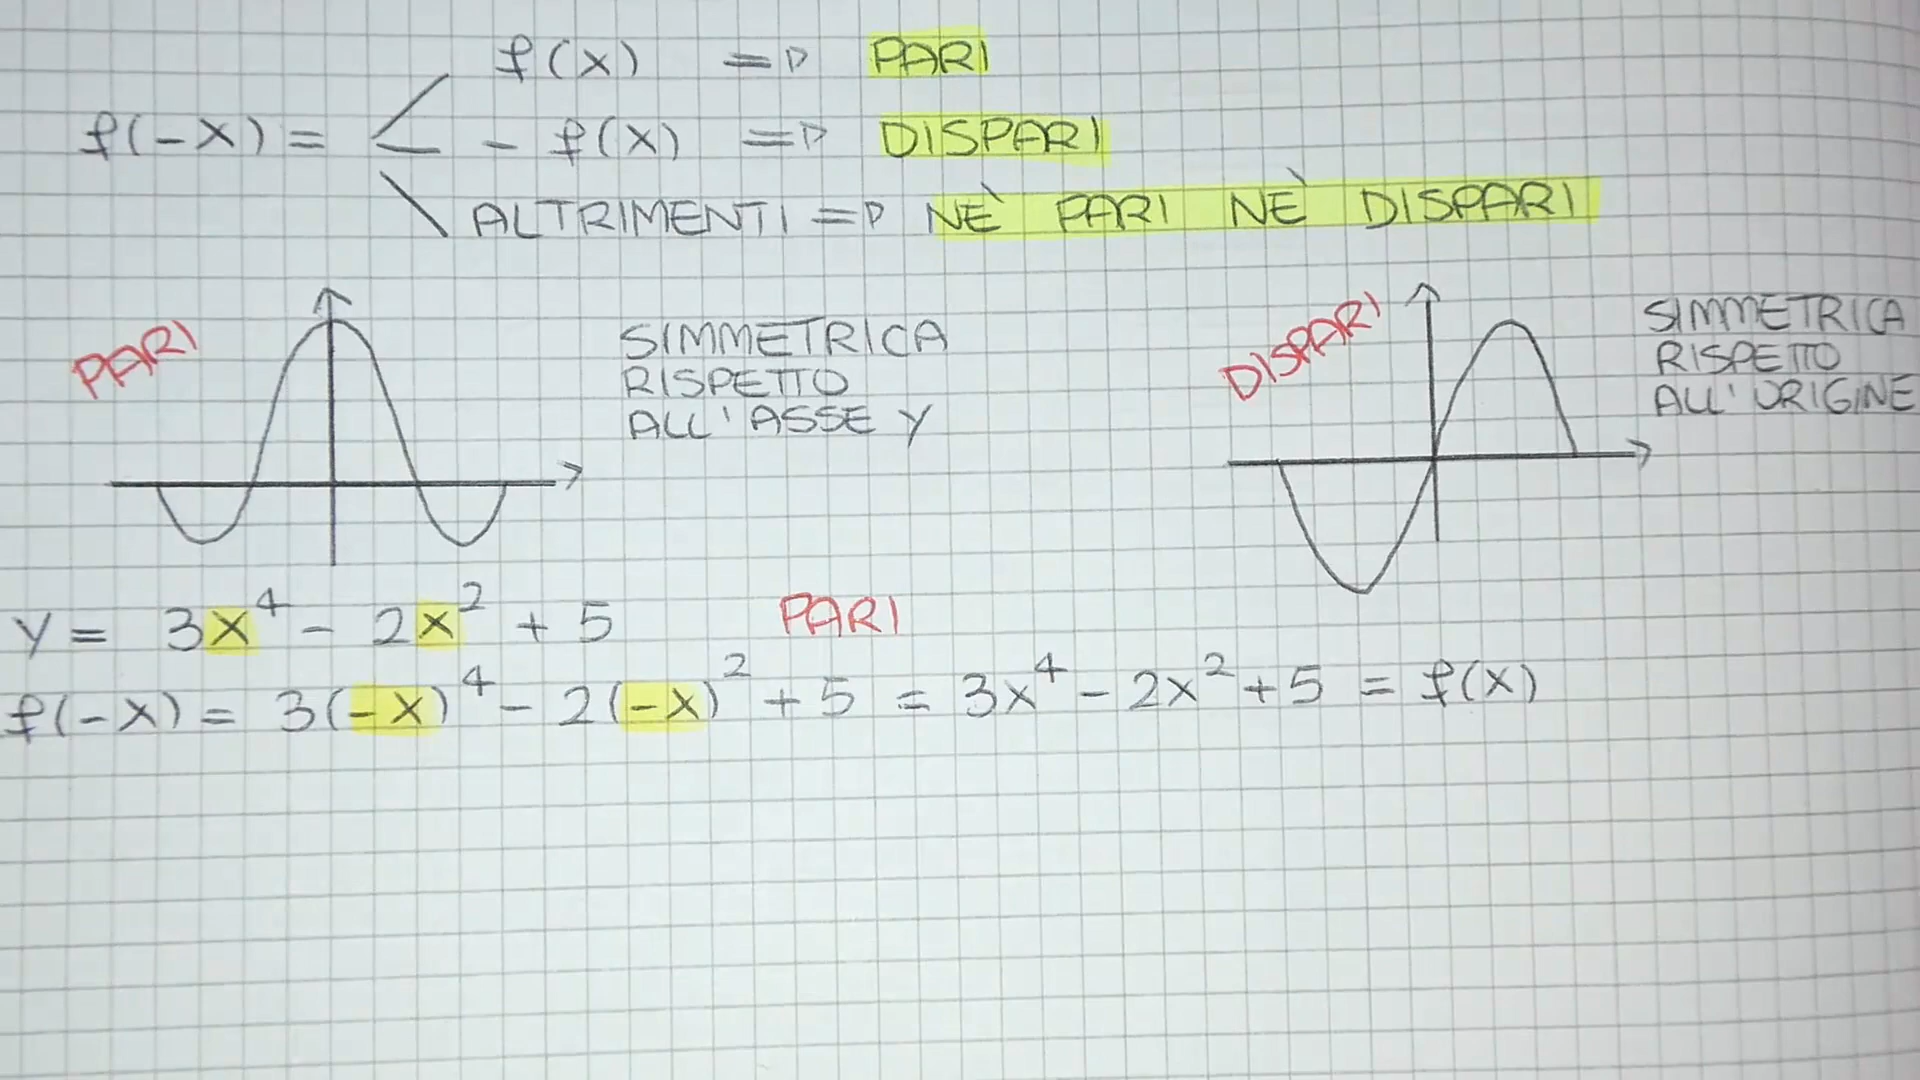 f(x) => PARI
f(-x) = - f(x) => DISPARI
ALTRIMENTI => NÈ PARI NÈ DISPARI
PARI
SIMMETRICA
RISPETTO
ALL'ASSE Y
DISPARI
SIMMETRICA
RISPETTO
ALL'ORIGINE
y = 3x⁴ - 2x² + 5 PARI
f(-x) = 3(-x)⁴ - 2(-x)² + 5 = 3x⁴ - 2x² + 5 = f(x)